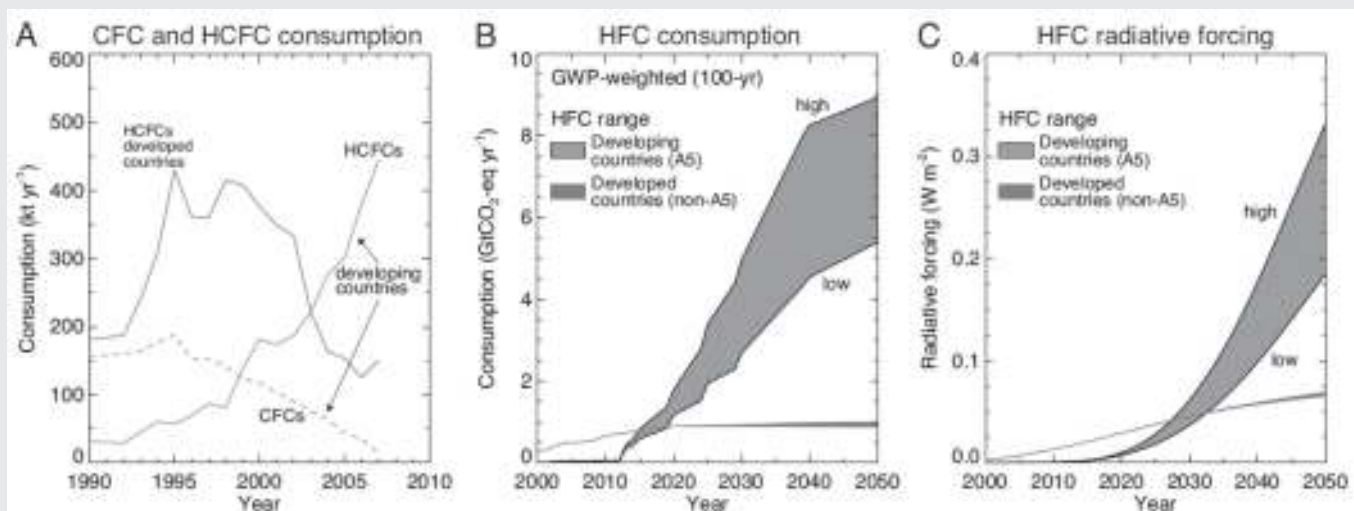 A CFC and HCFC consumption
600
500
400
300
200
100
0
Consumption (kt yr⁻¹)
HCFCs
developed
countries
HCFCs
developing
countries
CFCs
1990 1995 2000 2005 2010
Year
B HFC consumption
10
8
6
4
2
0
Consumption (GtCO₂-eq yr⁻¹)
GWP-weighted (100-yr)
HFC range
Developing
countries (A5)
Developed
countries (non-A5)
high
low
2000 2010 2020 2030 2040 2050
Year
C HFC radiative forcing
0.4
0.3
0.2
0.1
0.0
Radiative forcing (W m⁻²)
HFC range
Developing
countries (A5)
Developed
countries (non-A5)
high
low
2000 2010 2020 2030 2040 2050
Year